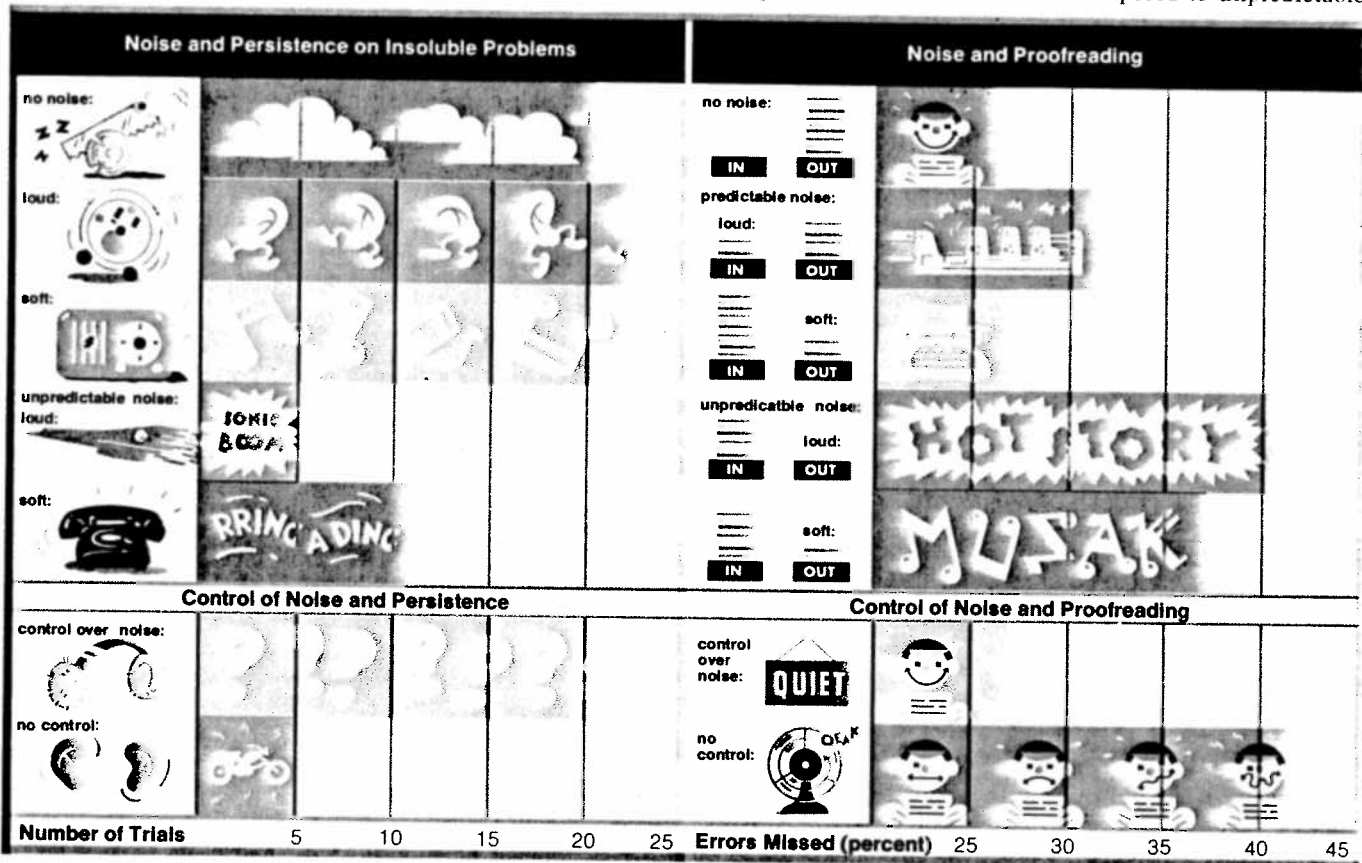 unpredictable
Noise and Persistence on Insoluble Problems
no noise:
Z Z
loud:
soft:
unpredictable noise:
loud:
SONIC
BOOM
soft:
RRING ADING
Control of Noise and Persistence
control over noise:
no control:
Number of Trials 5 10 15 20 25
Noise and Proofreading
no noise:
IN OUT
predictable noise:
loud:
IN OUT
soft:
IN OUT
unpredicatble noise:
loud:
IN OUT
HOT STORY
soft:
IN OUT
MUZAK
Control of Noise and Proofreading
control
over
noise:
QUIET
no
control:
Errors Missed (percent) 25 30 35 40 45